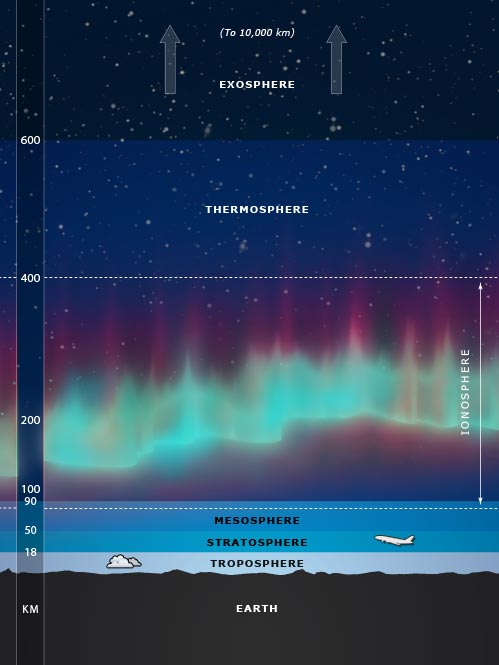 (To 10,000 km)
EXOSPHERE
600
THERMOSPHERE
400
IONOSPHERE
200
100
90
MESOSPHERE
50
STRATOSPHERE
18
TROPOSPHERE
KM
EARTH